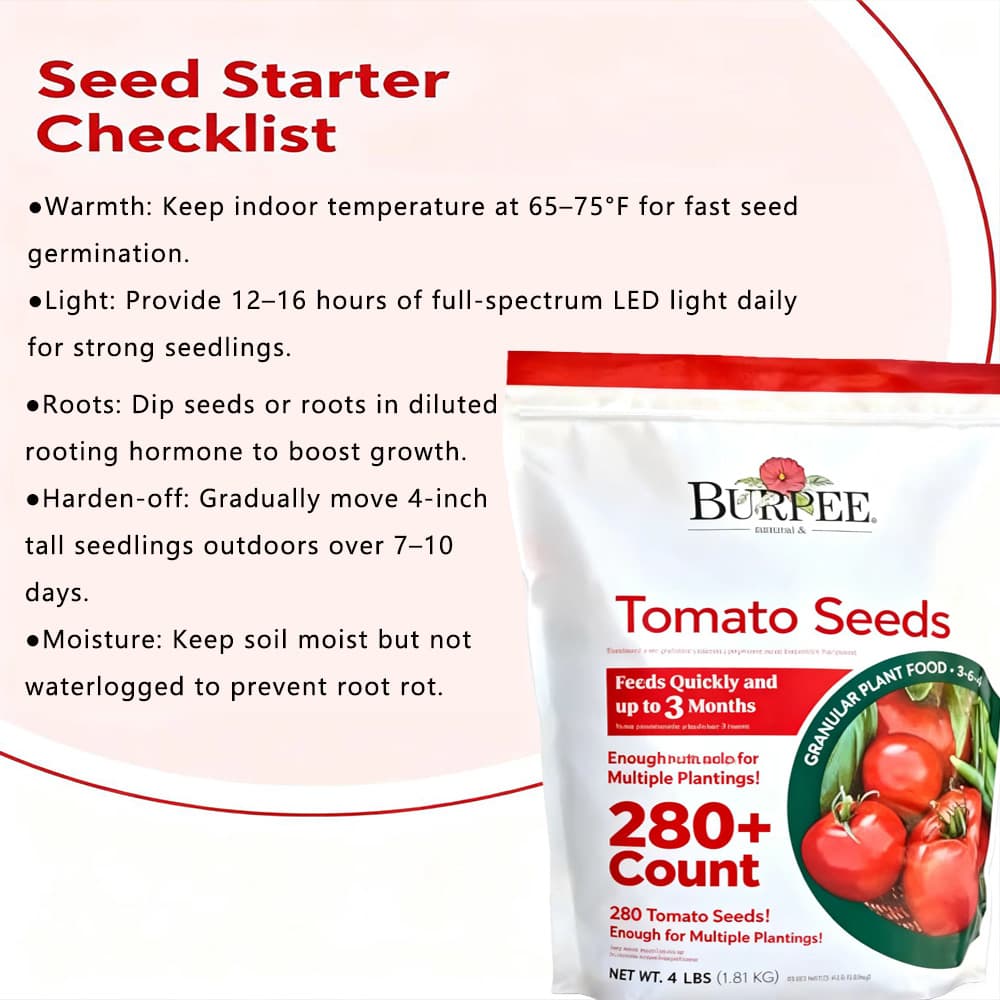 Seed Starter
Checklist
●Warmth: Keep indoor temperature at 65–75°F for fast seed
germination.
●Light: Provide 12–16 hours of full-spectrum LED light daily
for strong seedlings.
●Roots: Dip seeds or roots in diluted
rooting hormone to boost growth.
●Harden-off: Gradually move 4-inch
tall seedlings outdoors over 7–10
days.
●Moisture: Keep soil moist but not
waterlogged to prevent root rot.
BURPEE®
Tomato Seeds
Feeds Quickly and
up to 3 Months
GRANULAR PLANT FOOD • 3-6-4
Enough for
Multiple Plantings!
280+
Count
280 Tomato Seeds!
Enough for Multiple Plantings!
NET WT. 4 LBS (1.81 KG)